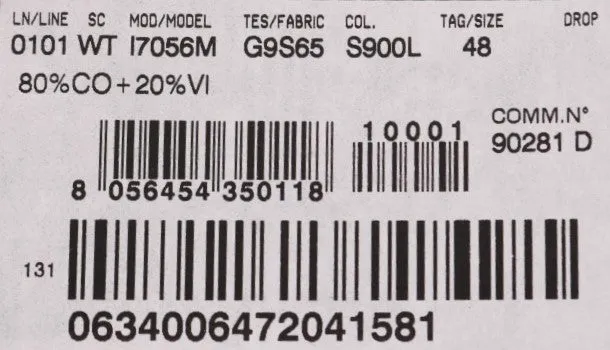 LN/LINE SC MOD/MODEL TES/FABRIC COL. TAG/SIZE DROP
0101 WT I7056M G9S65 S900L 48
80%CO+20%VI
10001 COMM.N°
90281 D
8 056454 350118
131
0634006472041581